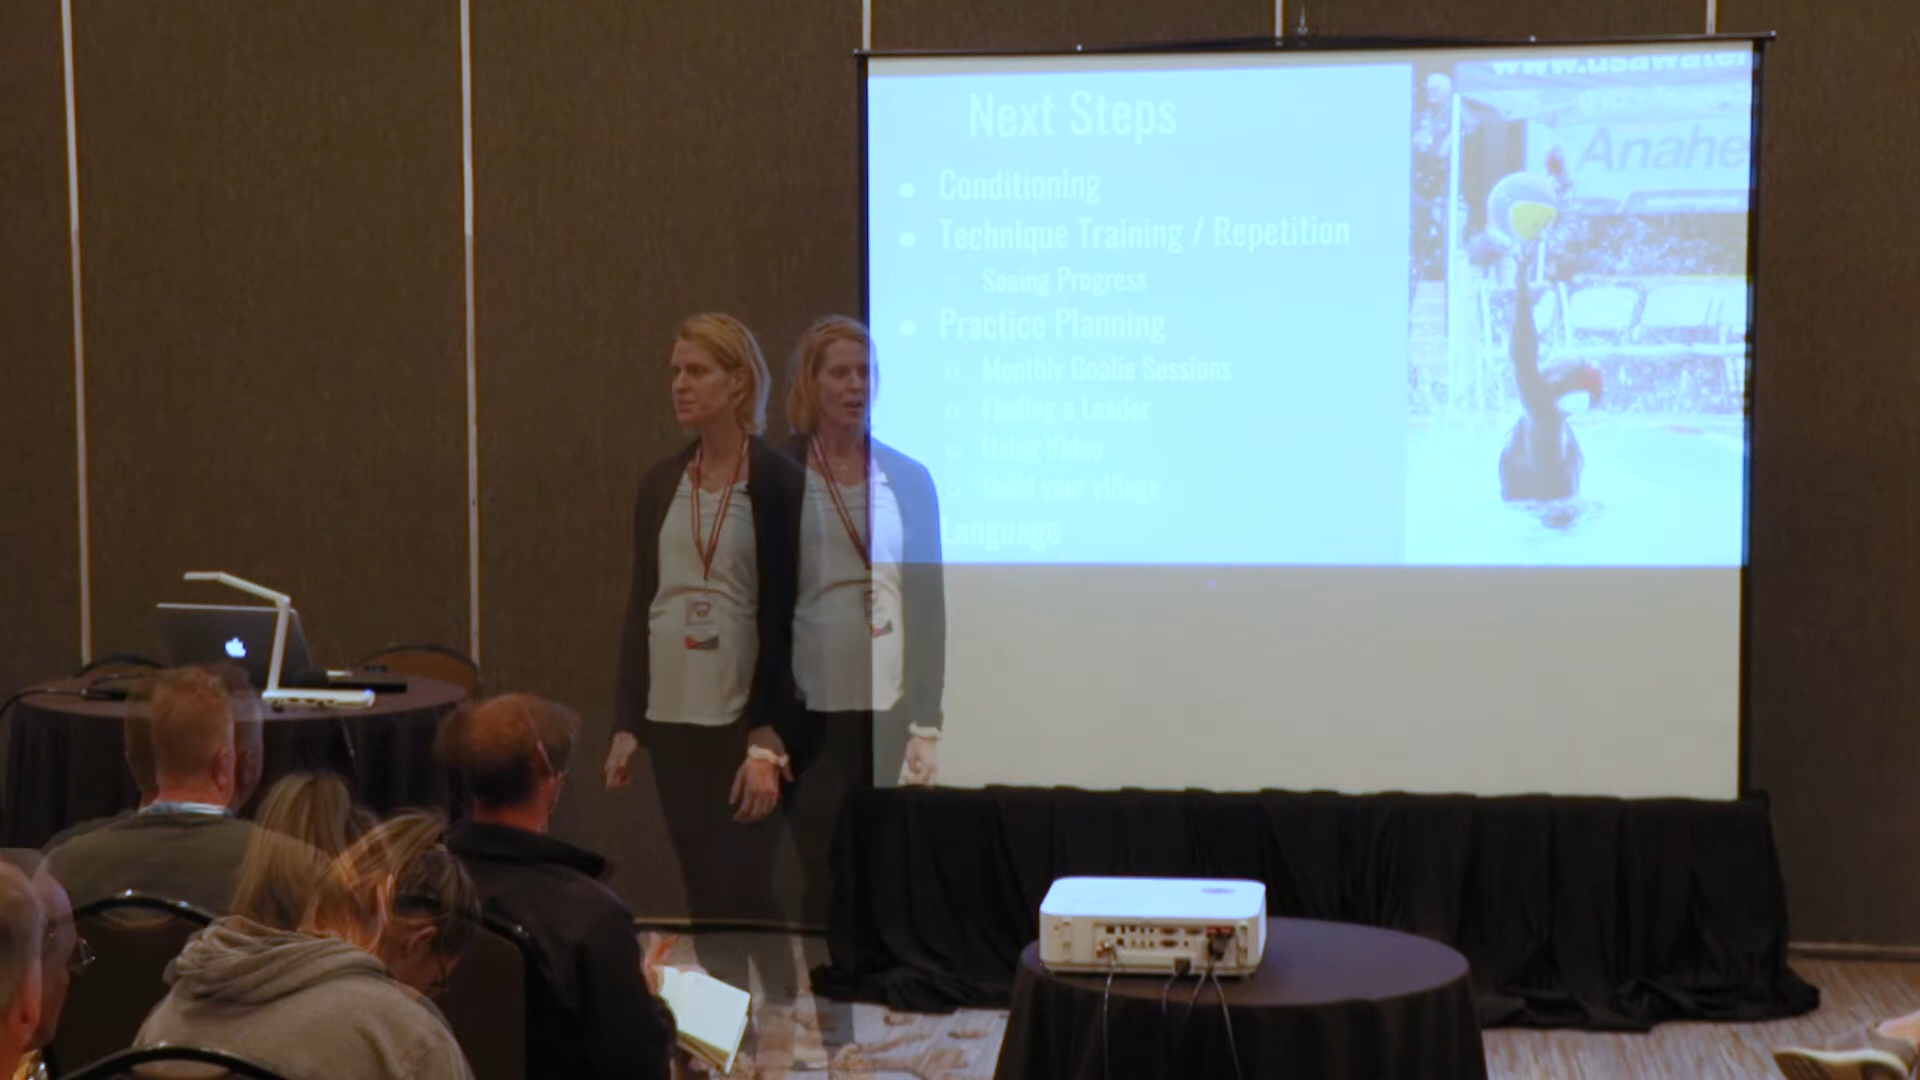 Next Steps
Conditioning
Technique Training / Repetition
Seeing Progress
Practice Planning
Monthly Goalie Sessions
Finding a Leader
Using Video
Build your village
Language
www.usawater
Anahe